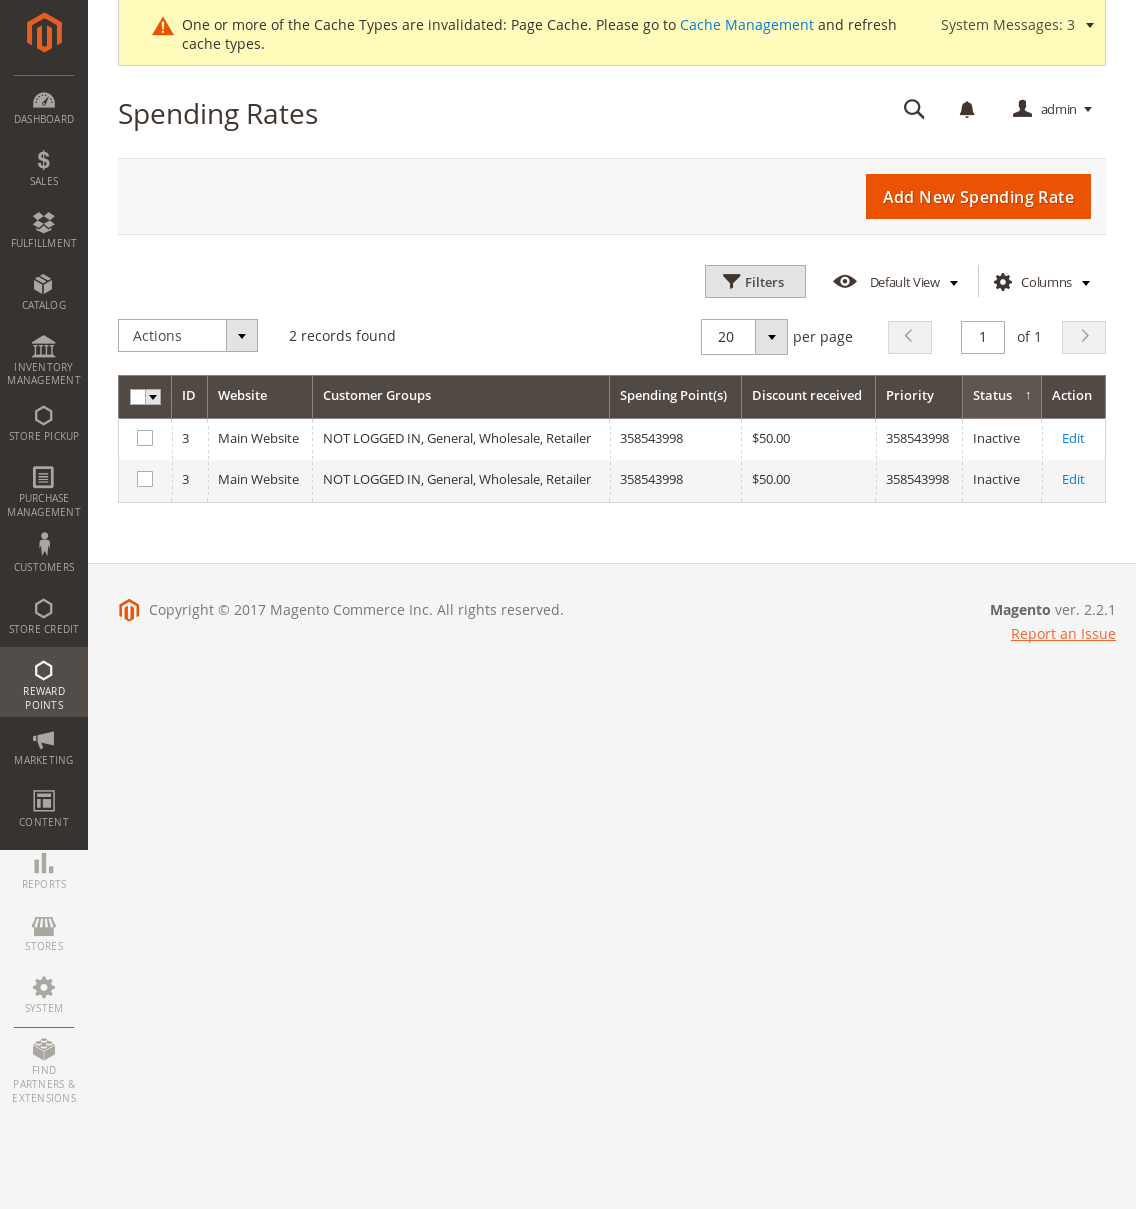 One or more of the Cache Types are invalidated: Page Cache. Please go to Cache Management and refresh
cache types.
System Messages: 3
Spending Rates
admin
Add New Spending Rate
Filters
Default View
Columns
Actions
2 records found
20
per page
1
of 1
ID Website Customer Groups Spending Point(s) Discount received Priority Status ↑ Action
3 Main Website NOT LOGGED IN, General, Wholesale, Retailer 358543998 $50.00 358543998 Inactive Edit
3 Main Website NOT LOGGED IN, General, Wholesale, Retailer 358543998 $50.00 358543998 Inactive Edit
Copyright © 2017 Magento Commerce Inc. All rights reserved.
Magento ver. 2.2.1
Report an Issue
DASHBOARD
$
SALES
FULFILLMENT
CATALOG
INVENTORY
MANAGEMENT
STORE PICKUP
PURCHASE
MANAGEMENT
CUSTOMERS
STORE CREDIT
REWARD
POINTS
MARKETING
CONTENT
REPORTS
STORES
SYSTEM
FIND
PARTNERS &
EXTENSIONS